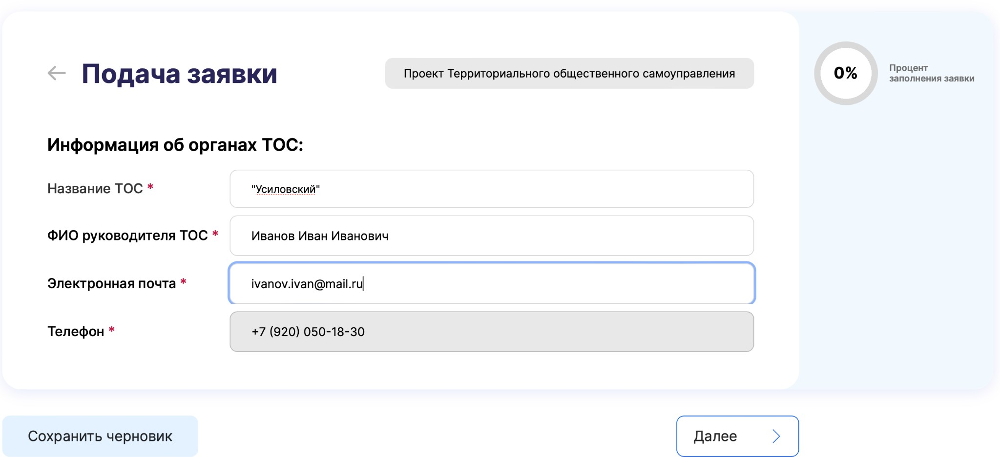 Подача заявки
Проект Территориального общественного самоуправления
0%
Процент
заполнения заявки
Информация об органах ТОС:
Название ТОС *
"Усиловский"
ФИО руководителя ТОС *
Иванов Иван Иванович
Электронная почта *
ivanov.ivan@mail.ru
Телефон *
+7 (920) 050-18-30
Сохранить черновик
Далее